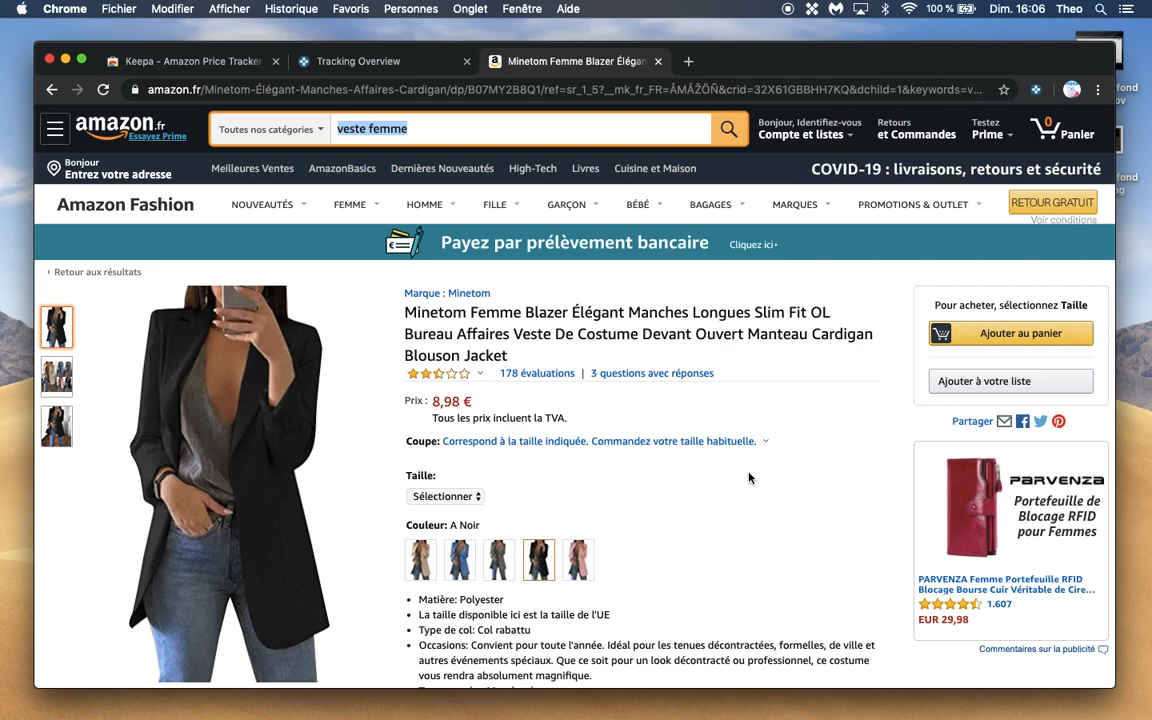 Chrome Fichier Modifier Afficher Historique Favoris Personnes Onglet Fenêtre Aide 100 % Dim. 16:06 Theo
Keepa - Amazon Price Tracker
Tracking Overview
Minetom Femme Blazer Élégan
amazon.fr/Minetom-Élégant-Manches-Affaires-Cardigan/dp/B07MY2B8Q1/ref=sr_1_5?__mk_fr_FR=ÅMÅŽÕÑ&crid=32X61GBBHH7KQ&dchild=1&keywords=v...
amazon.fr
Essayez Prime
Toutes nos catégories
veste femme
Bonjour, Identifiez-vous
Compte et listes
Retours
et Commandes
Testez
Prime
0
Panier
Bonjour
Entrez votre adresse
Meilleures Ventes AmazonBasics Dernières Nouveautés High-Tech Livres Cuisine et Maison
COVID-19 : livraisons, retours et sécurité
Amazon Fashion
NOUVEAUTÉS FEMME HOMME FILLE GARÇON BÉBÉ BAGAGES MARQUES PROMOTIONS & OUTLET
RETOUR GRATUIT
Voir conditions
Payez par prélèvement bancaire Cliquez ici›
‹ Retour aux résultats
Marque : Minetom
Minetom Femme Blazer Élégant Manches Longues Slim Fit OL
Bureau Affaires Veste De Costume Devant Ouvert Manteau Cardigan
Blouson Jacket
178 évaluations | 3 questions avec réponses
Prix : 8,98 €
Tous les prix incluent la TVA.
Coupe: Correspond à la taille indiquée. Commandez votre taille habituelle.
Taille:
Sélectionner
Couleur: A Noir
• Matière: Polyester
• La taille disponible ici est la taille de l'UE
• Type de col: Col rabattu
• Occasions: Convient pour toute l'année. Idéal pour les tenues décontractées, formelles, de ville et
autres événements spéciaux. Que ce soit pour un look décontracté ou professionnel, ce costume
vous rendra absolument magnifique.
Pour acheter, sélectionnez Taille
Ajouter au panier
Ajouter à votre liste
Partager
PARVENZA
Portefeuille de
Blocage RFID
pour Femmes
PARVENZA Femme Portefeuille RFID
Blocage Bourse Cuir Véritable de Cire...
1.607
EUR 29,98
Commentaires sur la publicité